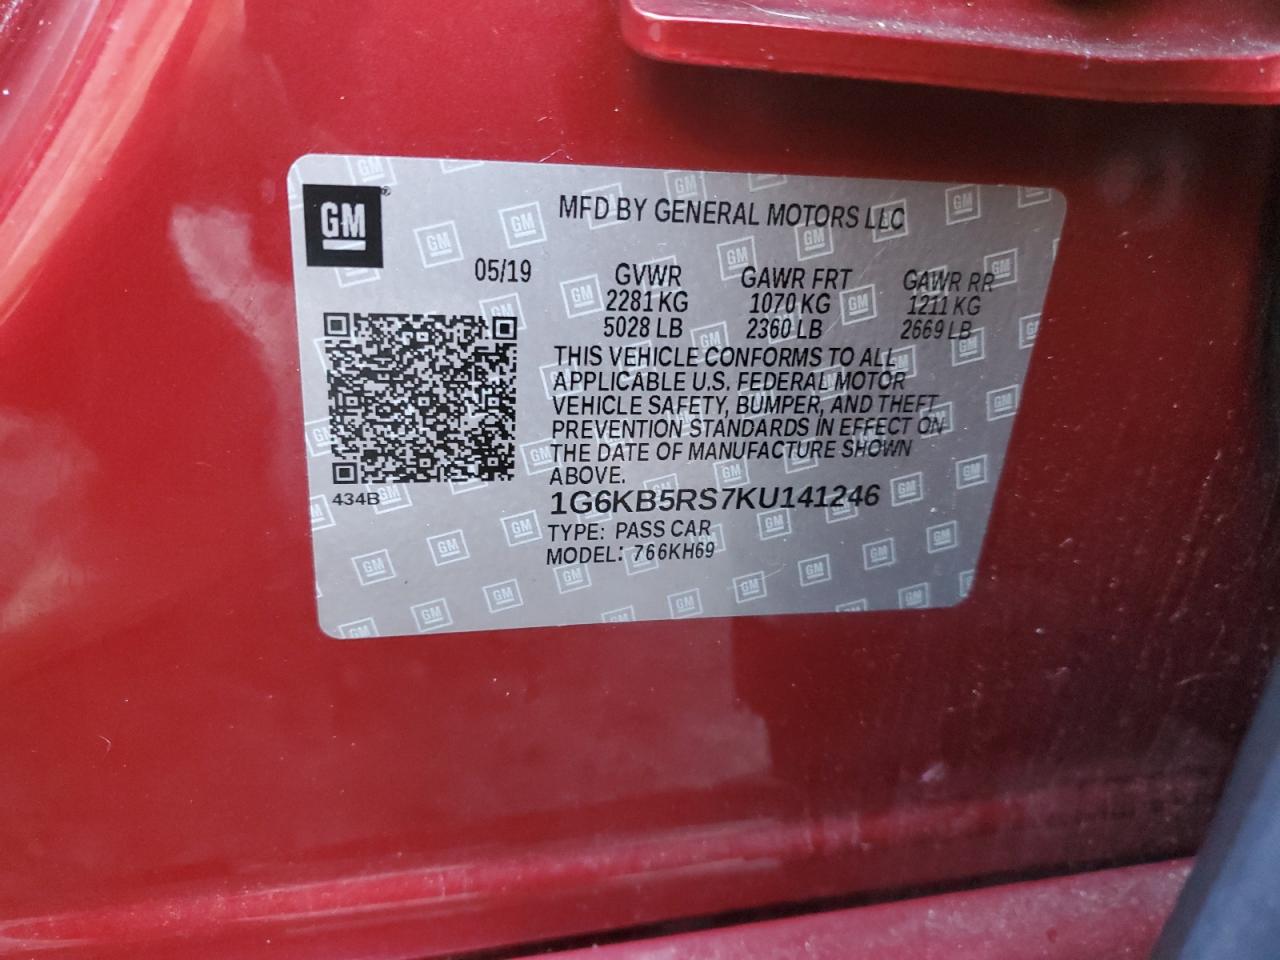 GM
MFD BY GENERAL MOTORS LLC
05/19
GVWR GAWR FRT GAWR RR
2281 KG 1070 KG 1211 KG
5028 LB 2360 LB 2669 LB
THIS VEHICLE CONFORMS TO ALL
APPLICABLE U.S. FEDERAL MOTOR
VEHICLE SAFETY, BUMPER, AND THEFT
PREVENTION STANDARDS IN EFFECT ON
THE DATE OF MANUFACTURE SHOWN
ABOVE.
434B
1G6KB5RS7KU141246
TYPE: PASS CAR
MODEL: 766KH69